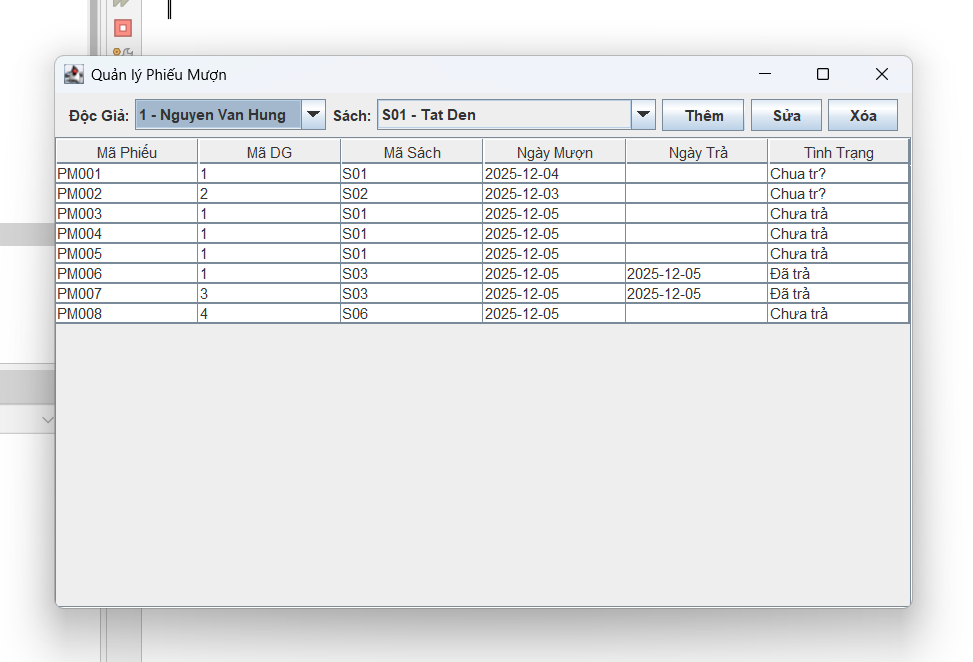 Quản lý Phiếu Mượn
Độc Giả: 1 - Nguyen Van Hung Sách: S01 - Tat Den Thêm Sửa Xóa
Mã Phiếu Mã DG Mã Sách Ngày Mượn Ngày Trả Tình Trạng
PM001 1 S01 2025-12-04 Chua tr?
PM002 2 S02 2025-12-03 Chua tr?
PM003 1 S01 2025-12-05 Chưa trả
PM004 1 S01 2025-12-05 Chưa trả
PM005 1 S01 2025-12-05 Chưa trả
PM006 1 S03 2025-12-05 2025-12-05 Đã trả
PM007 3 S03 2025-12-05 2025-12-05 Đã trả
PM008 4 S06 2025-12-05 Chưa trả